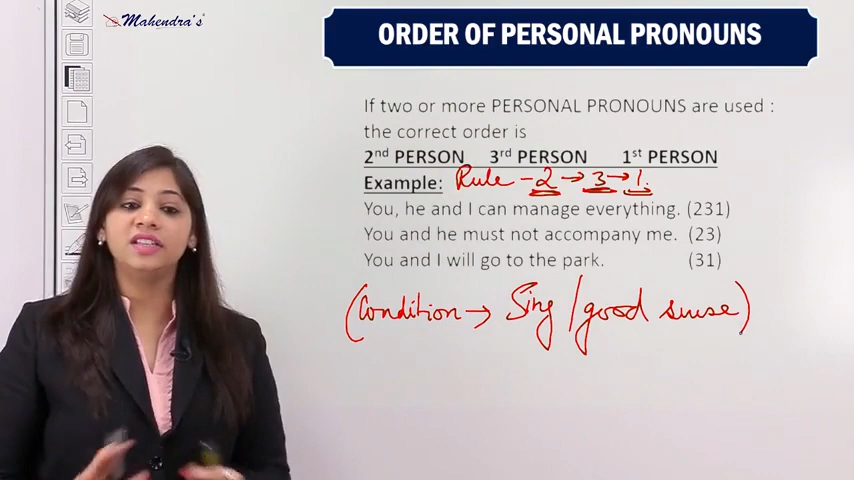 Mahendra's
ORDER OF PERSONAL PRONOUNS
If two or more PERSONAL PRONOUNS are used :
the correct order is
2nd PERSON 3rd PERSON 1st PERSON
Example: Rule - 2 → 3 → 1.
You, he and I can manage everything. (231)
You and he must not accompany me. (23)
You and I will go to the park. (31)
(Condition → Sing / good sense)